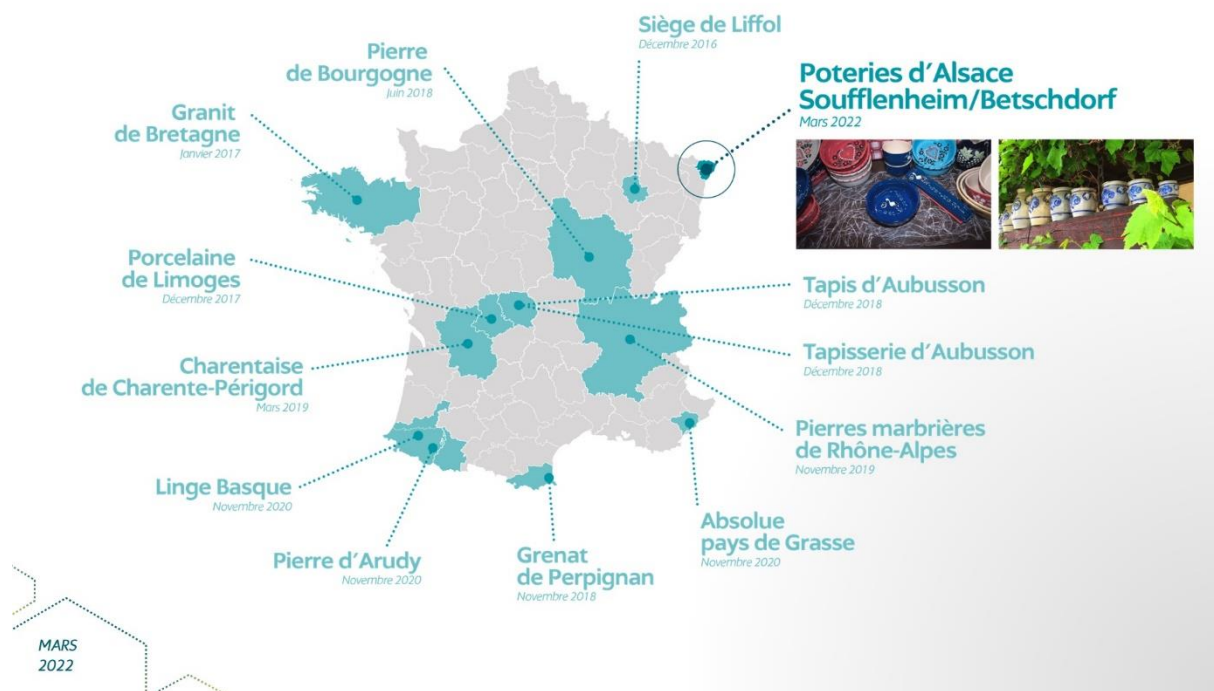 Siège de Liffol
Décembre 2016
Pierre
de Bourgogne
Juin 2018
Poteries d'Alsace
Soufflenheim/Betschdorf
Mars 2022
Granit
de Bretagne
Janvier 2017
Porcelaine
de Limoges
Décembre 2017
Tapis d'Aubusson
Décembre 2018
Charentaise
de Charente-Périgord
Mars 2019
Tapisserie d'Aubusson
Décembre 2018
Pierres marbrières
de Rhône-Alpes
Novembre 2019
Linge Basque
Novembre 2020
Pierre d'Arudy
Novembre 2020
Grenat
de Perpignan
Novembre 2018
Absolue
pays de Grasse
Novembre 2020
MARS
2022